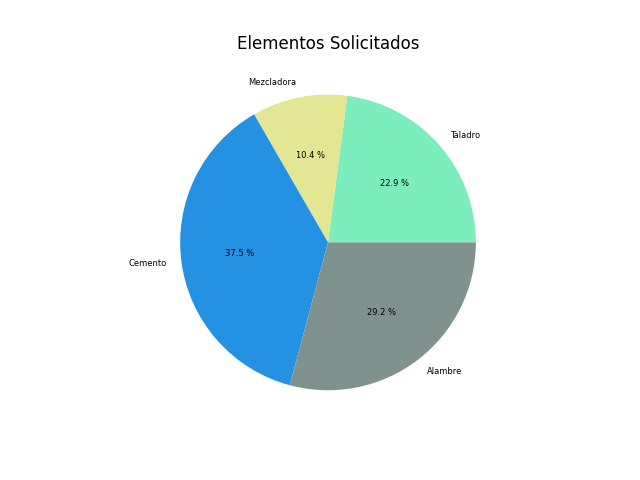 Elementos Solicitados
Mezcladora
Taladro
10.4 %
22.9 %
37.5 %
Cemento
29.2 %
Alambre